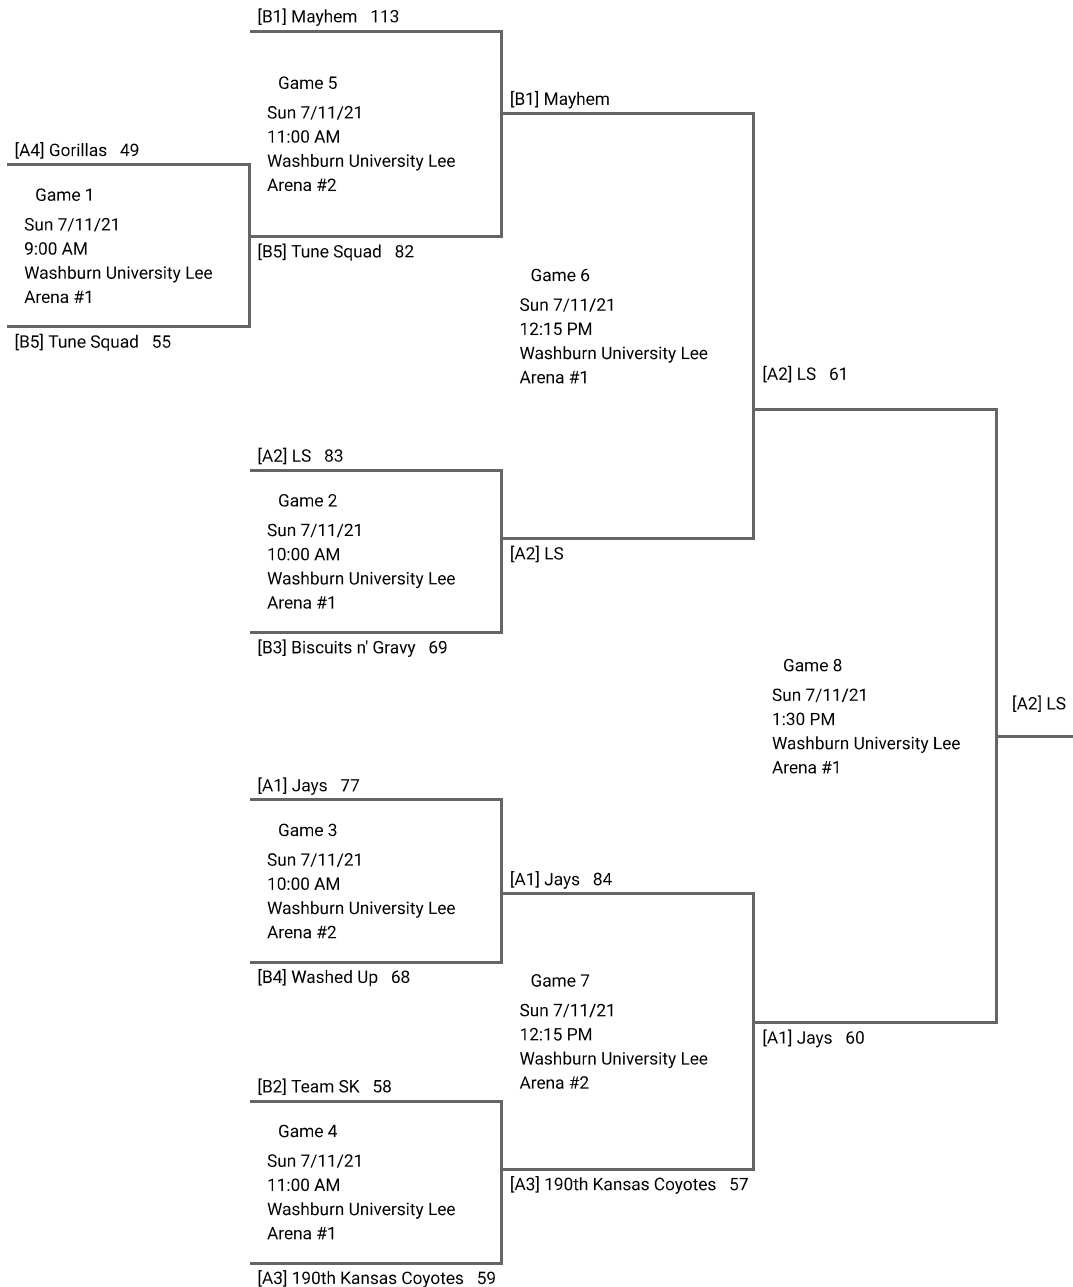 [B1] Mayhem 113
Game 5
Sun 7/11/21
11:00 AM
Washburn University Lee
Arena #2
[B1] Mayhem
[A4] Gorillas 49
Game 1
Sun 7/11/21
9:00 AM
Washburn University Lee
Arena #1
[B5] Tune Squad 82
[B5] Tune Squad 55
Game 6
Sun 7/11/21
12:15 PM
Washburn University Lee
Arena #1
[A2] LS 61
[A2] LS 83
Game 2
Sun 7/11/21
10:00 AM
Washburn University Lee
Arena #1
[A2] LS
[B3] Biscuits n' Gravy 69
Game 8
Sun 7/11/21
1:30 PM
Washburn University Lee
Arena #1
[A2] LS
[A1] Jays 77
Game 3
Sun 7/11/21
10:00 AM
Washburn University Lee
Arena #2
[A1] Jays 84
[B4] Washed Up 68
Game 7
Sun 7/11/21
12:15 PM
Washburn University Lee
Arena #2
[A1] Jays 60
[B2] Team SK 58
Game 4
Sun 7/11/21
11:00 AM
Washburn University Lee
Arena #1
[A3] 190th Kansas Coyotes 57
[A3] 190th Kansas Coyotes 59